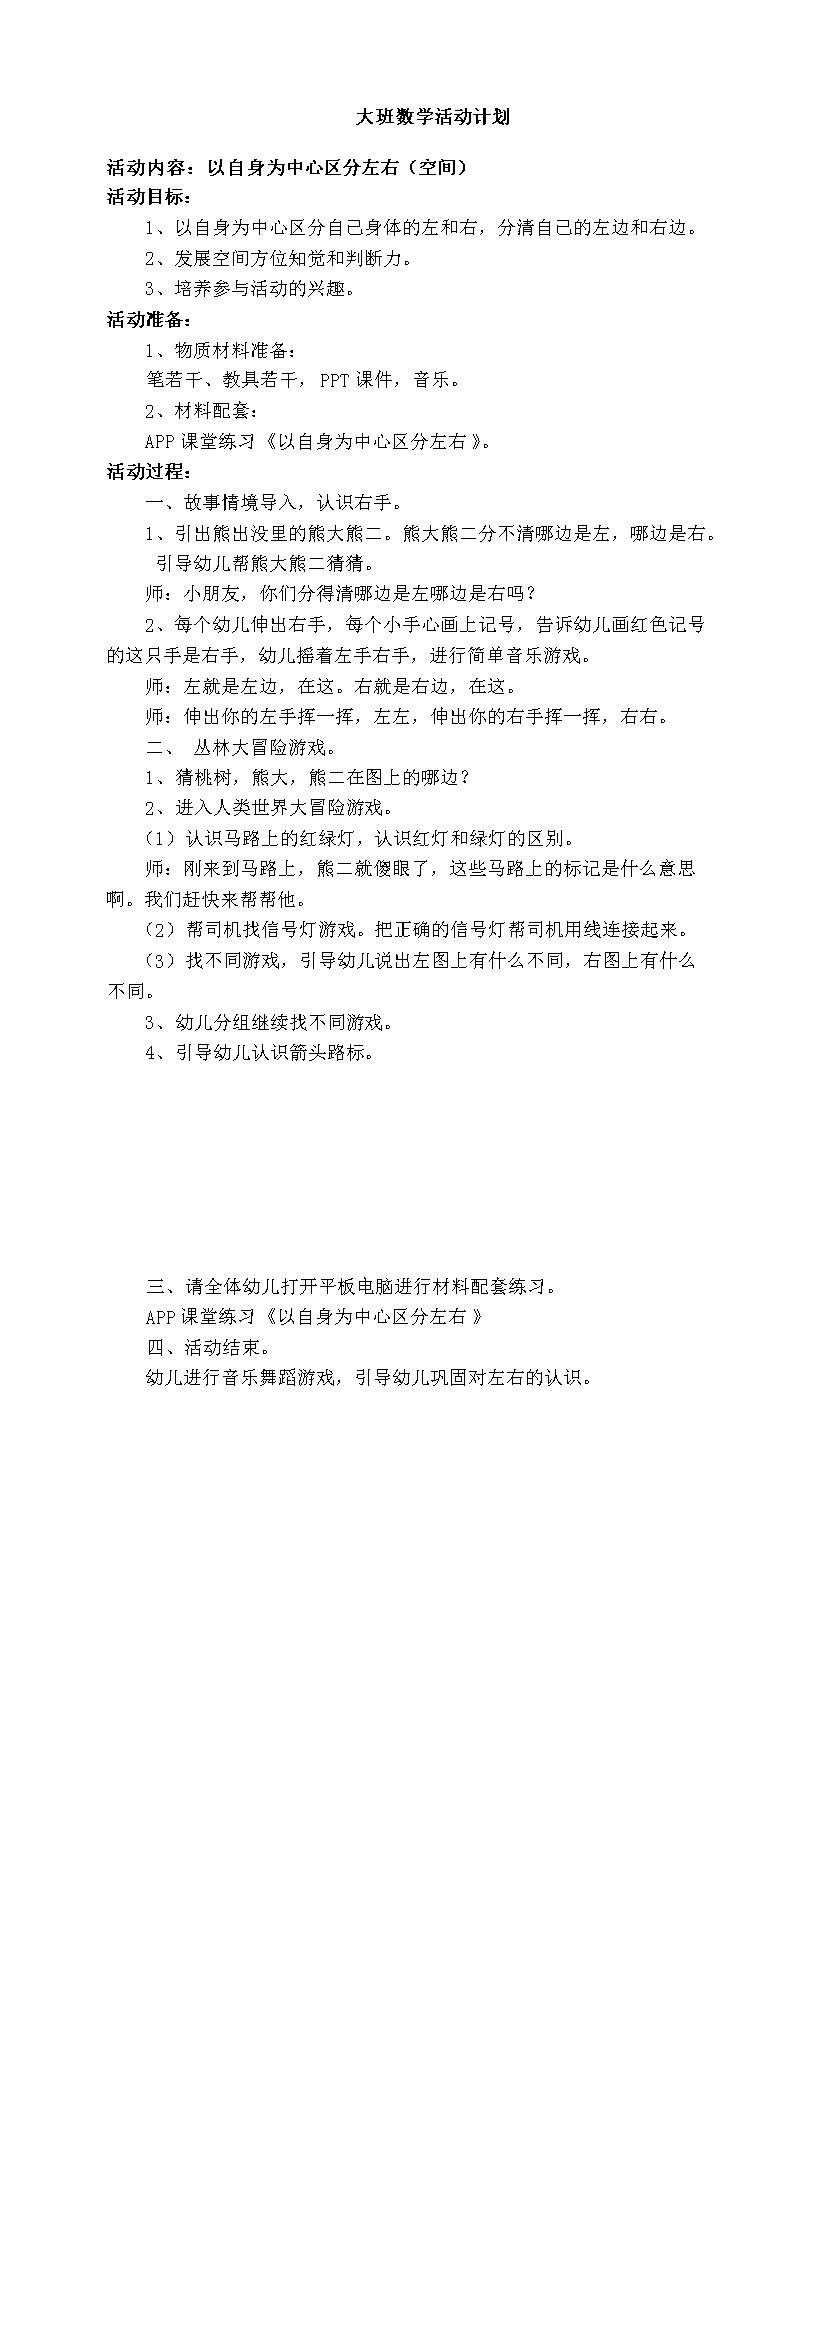 大班数学活动计划
活动内容：以自身为中心区分左右（空间）
活动目标：
1、以自身为中心区分自己身体的左和右，分清自己的左边和右边。
2、发展空间方位知觉和判断力。
3、培养参与活动的兴趣。
活动准备：
1、物质材料准备：
笔若干、教具若干，PPT 课件，音乐。
2、材料配套：
APP 课堂练习《以自身为中心区分左右》。
活动过程：
一、故事情境导入，认识右手。
1、引出熊出没里的熊大熊二。熊大熊二分不清哪边是左，哪边是右。
引导幼儿帮熊大熊二猜猜。
师：小朋友，你们分得清哪边是左哪边是右吗？
2、每个幼儿伸出右手，每个小手心画上记号，告诉幼儿画红色记号
的这只手是右手，幼儿摇着左手右手，进行简单音乐游戏。
师：左就是左边，在这。右就是右边，在这。
师：伸出你的左手挥一挥，左左，伸出你的右手挥一挥，右右。
二、 丛林大冒险游戏。
1、猜桃树，熊大，熊二在图上的哪边？
2、进入人类世界大冒险游戏。
（1）认识马路上的红绿灯，认识红灯和绿灯的区别。
师：刚来到马路上，熊二就傻眼了，这些马路上的标记是什么意思
啊。我们赶快来帮帮他。
（2）帮司机找信号灯游戏。把正确的信号灯帮司机用线连接起来。
（3）找不同游戏，引导幼儿说出左图上有什么不同，右图上有什么
不同。
3、幼儿分组继续找不同游戏。
4、引导幼儿认识箭头路标。
三、请全体幼儿打开平板电脑进行材料配套练习。
APP 课堂练习《以自身为中心区分左右》
四、活动结束。
幼儿进行音乐舞蹈游戏，引导幼儿巩固对左右的认识。